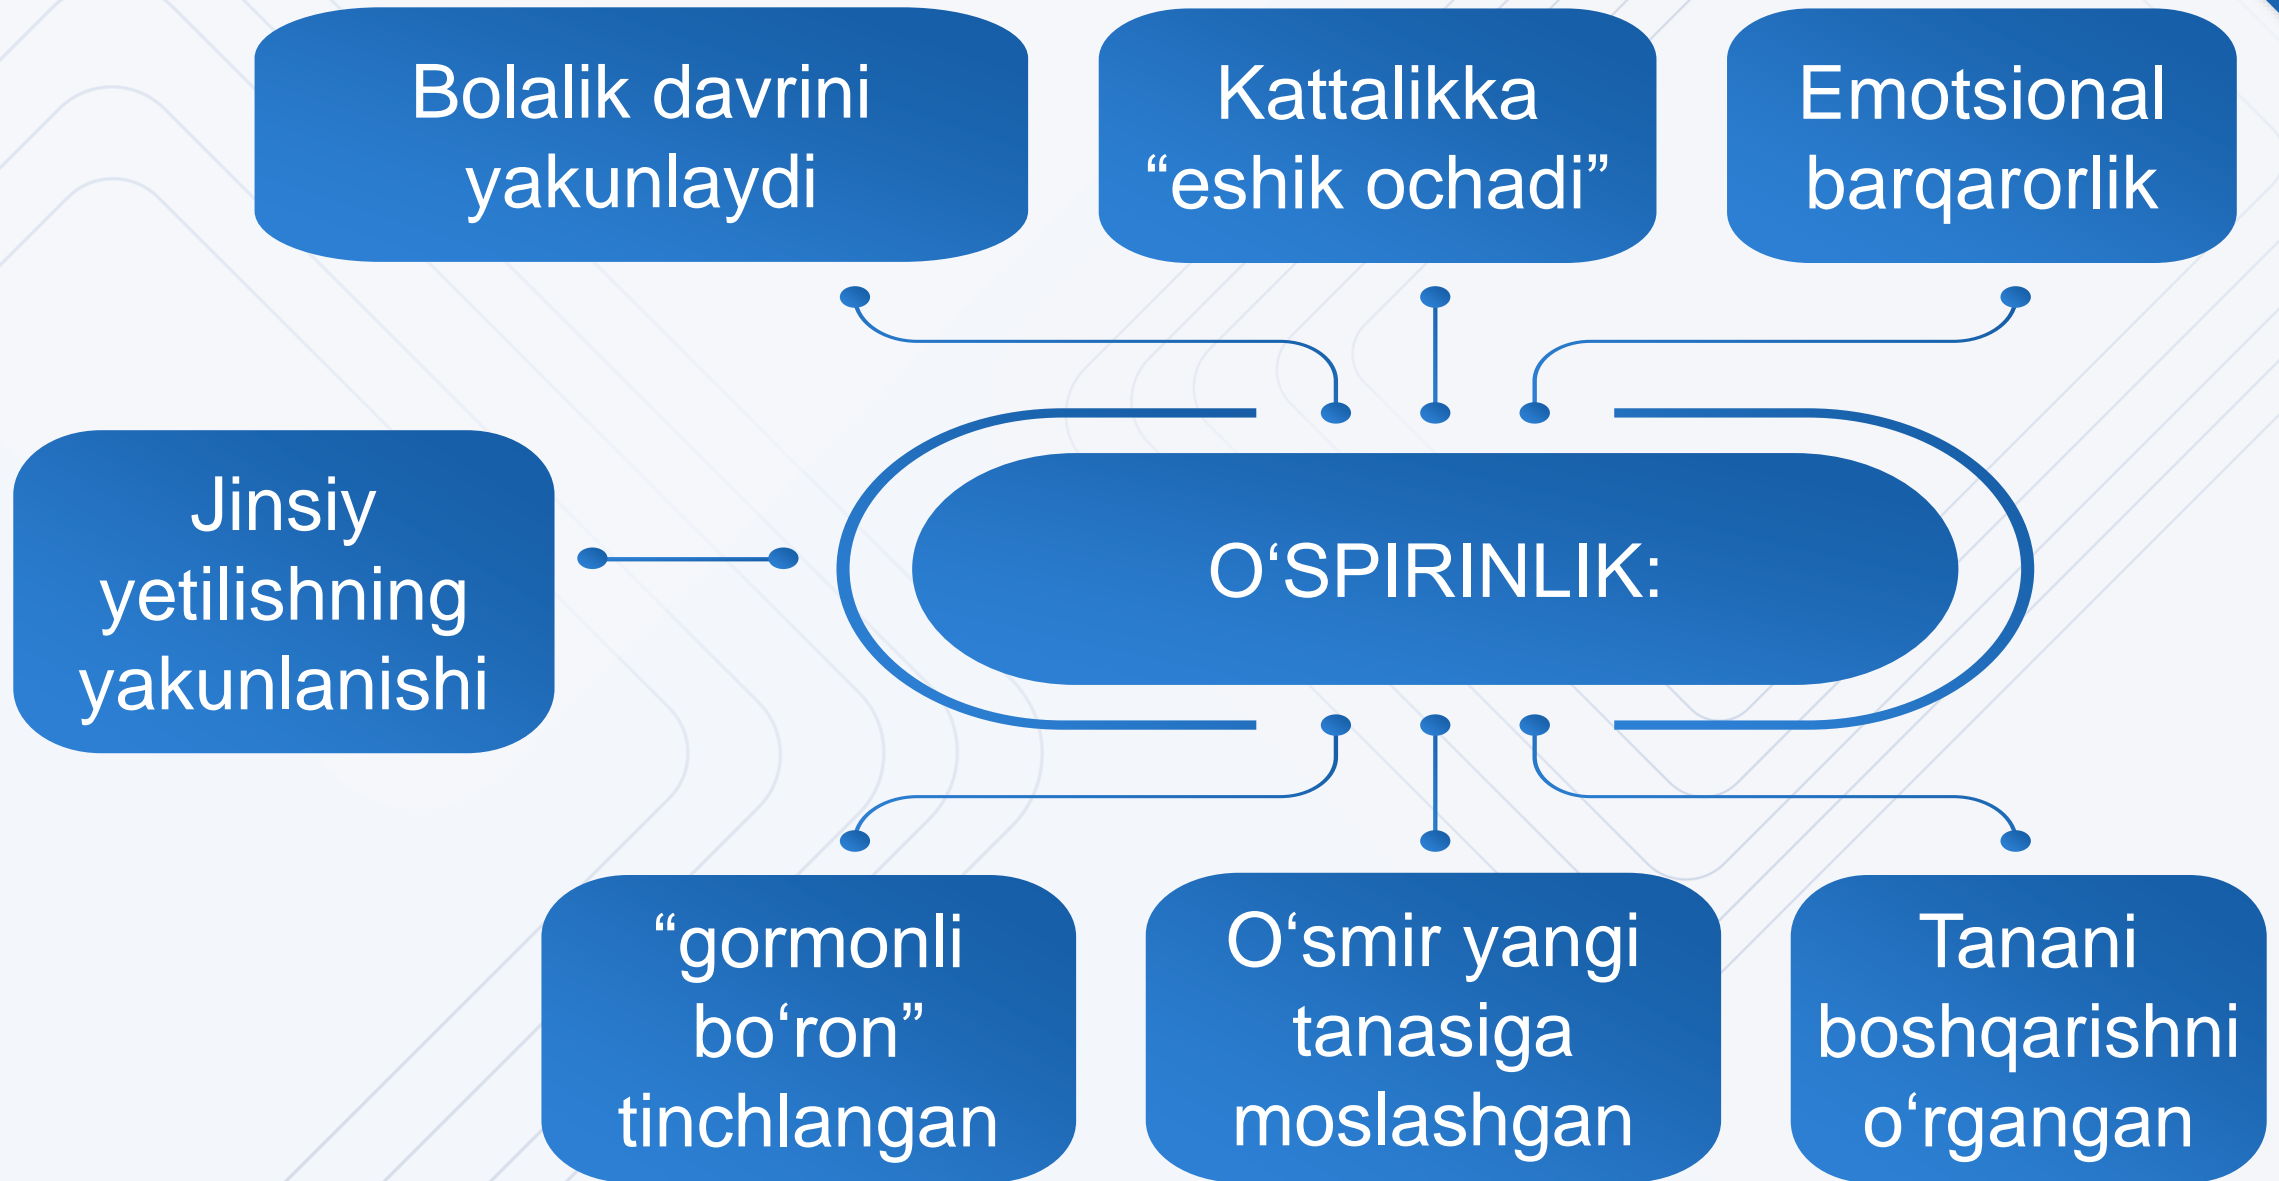 Bolalik davrini
yakunlaydi
Kattalikka
“eshik ochadi”
Emotsional
barqarorlik
Jinsiy
yetilishning
yakunlanishi
O‘SPIRINLIK:
“gormonli
bo‘ron”
tinchlangan
O‘smir yangi
tanasiga
moslashgan
Tanani
boshqarishni
o‘rgangan